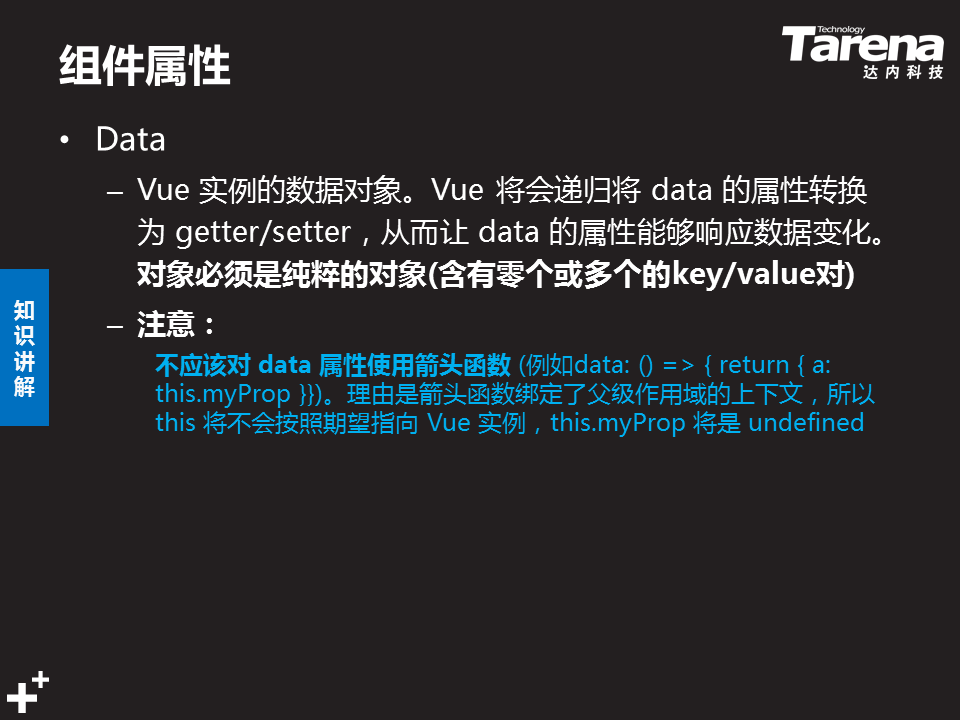 组件属性
Technology
Tarena
达内科技
• Data
– Vue 实例的数据对象。Vue 将会递归将 data 的属性转换
为 getter/setter，从而让 data 的属性能够响应数据变化。
对象必须是纯粹的对象(含有零个或多个的key/value对)
– 注意：
不应该对 data 属性使用箭头函数 (例如data: () => { return { a:
this.myProp }})。理由是箭头函数绑定了父级作用域的上下文，所以
this 将不会按照期望指向 Vue 实例，this.myProp 将是 undefined
知
识
讲
解